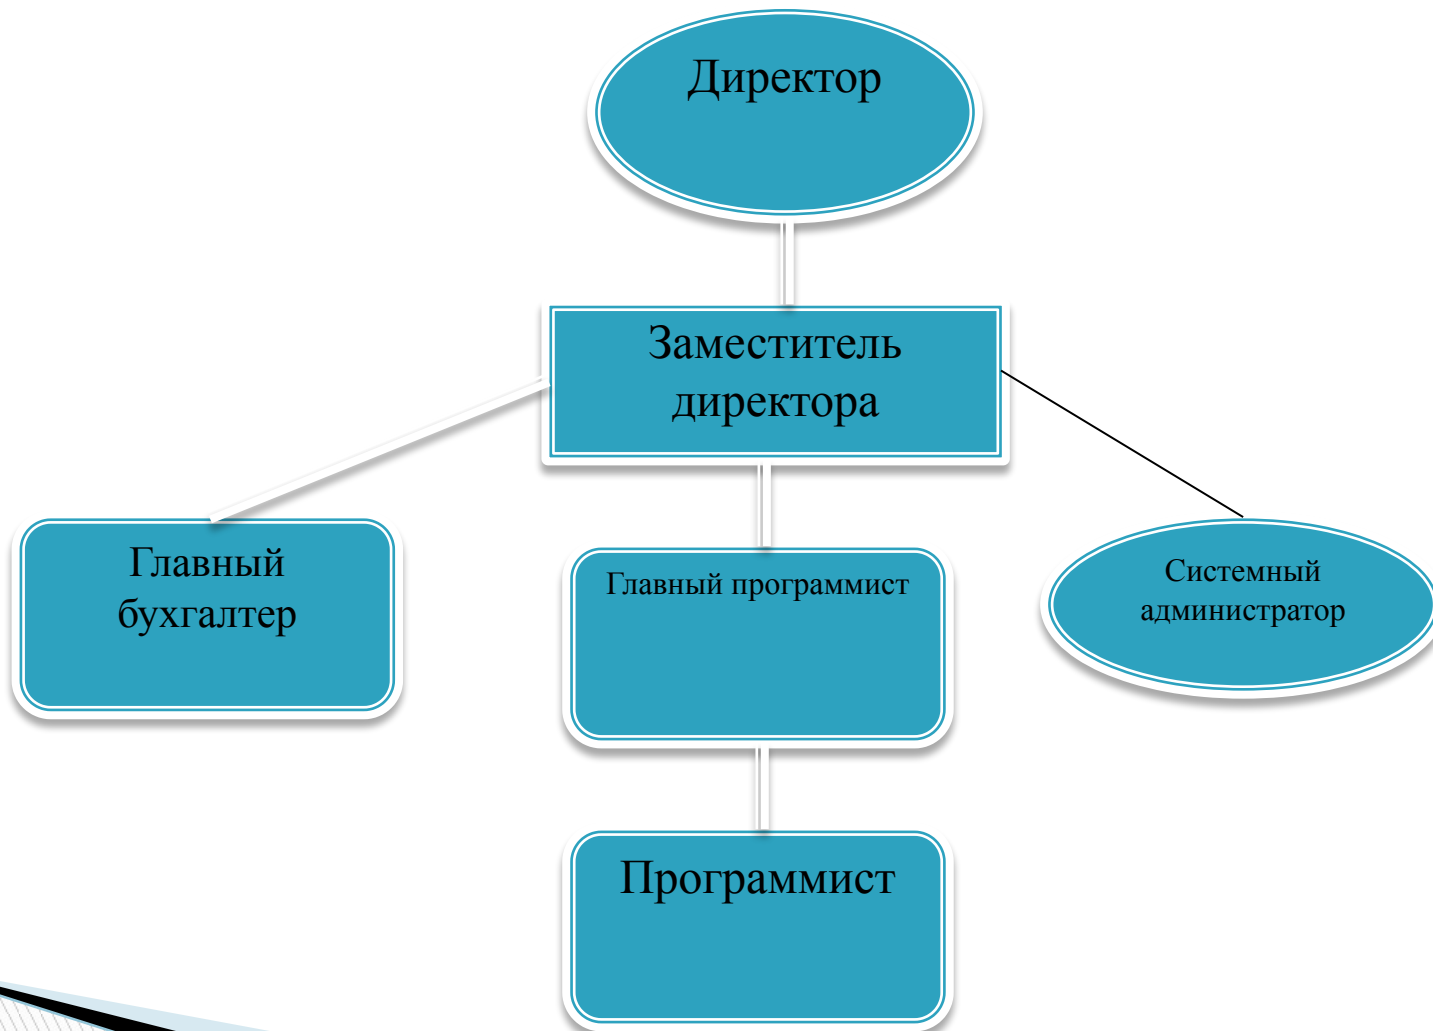 Директор
Заместитель
директора
Главный
бухгалтер
Главный программист
Системный
администратор
Программист